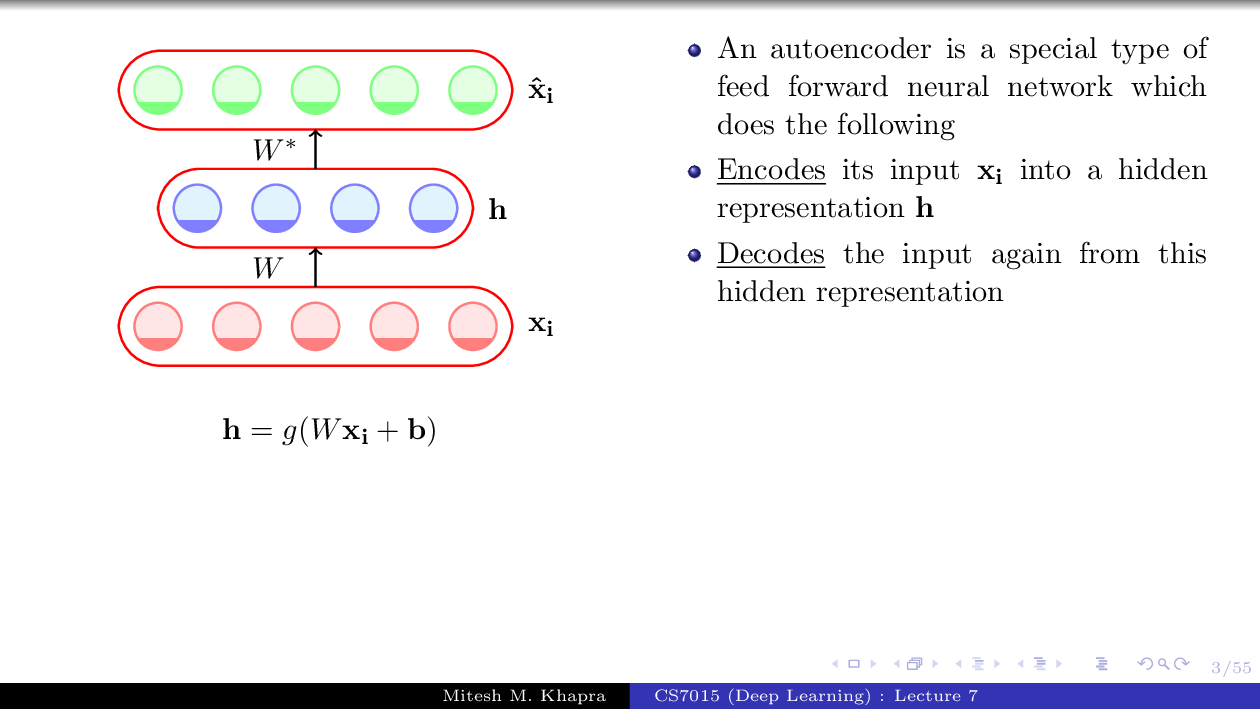 x̂ᵢ
W*
h
W
xᵢ
h = g(Wxᵢ + b)
An autoencoder is a special type of
feed forward neural network which
does the following
Encodes its input xᵢ into a hidden
representation h
Decodes the input again from this
hidden representation
3/55
Mitesh M. Khapra
CS7015 (Deep Learning) : Lecture 7